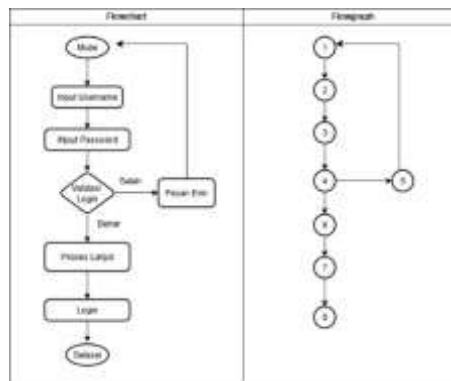 Flowchart
Flowgraph
Mulai
Input Username
Input Password
Validasi
Login
Salah
Pesan Error
Benar
Proses Lanjut
Login
Selesai
1
2
3
4
5
6
7
8